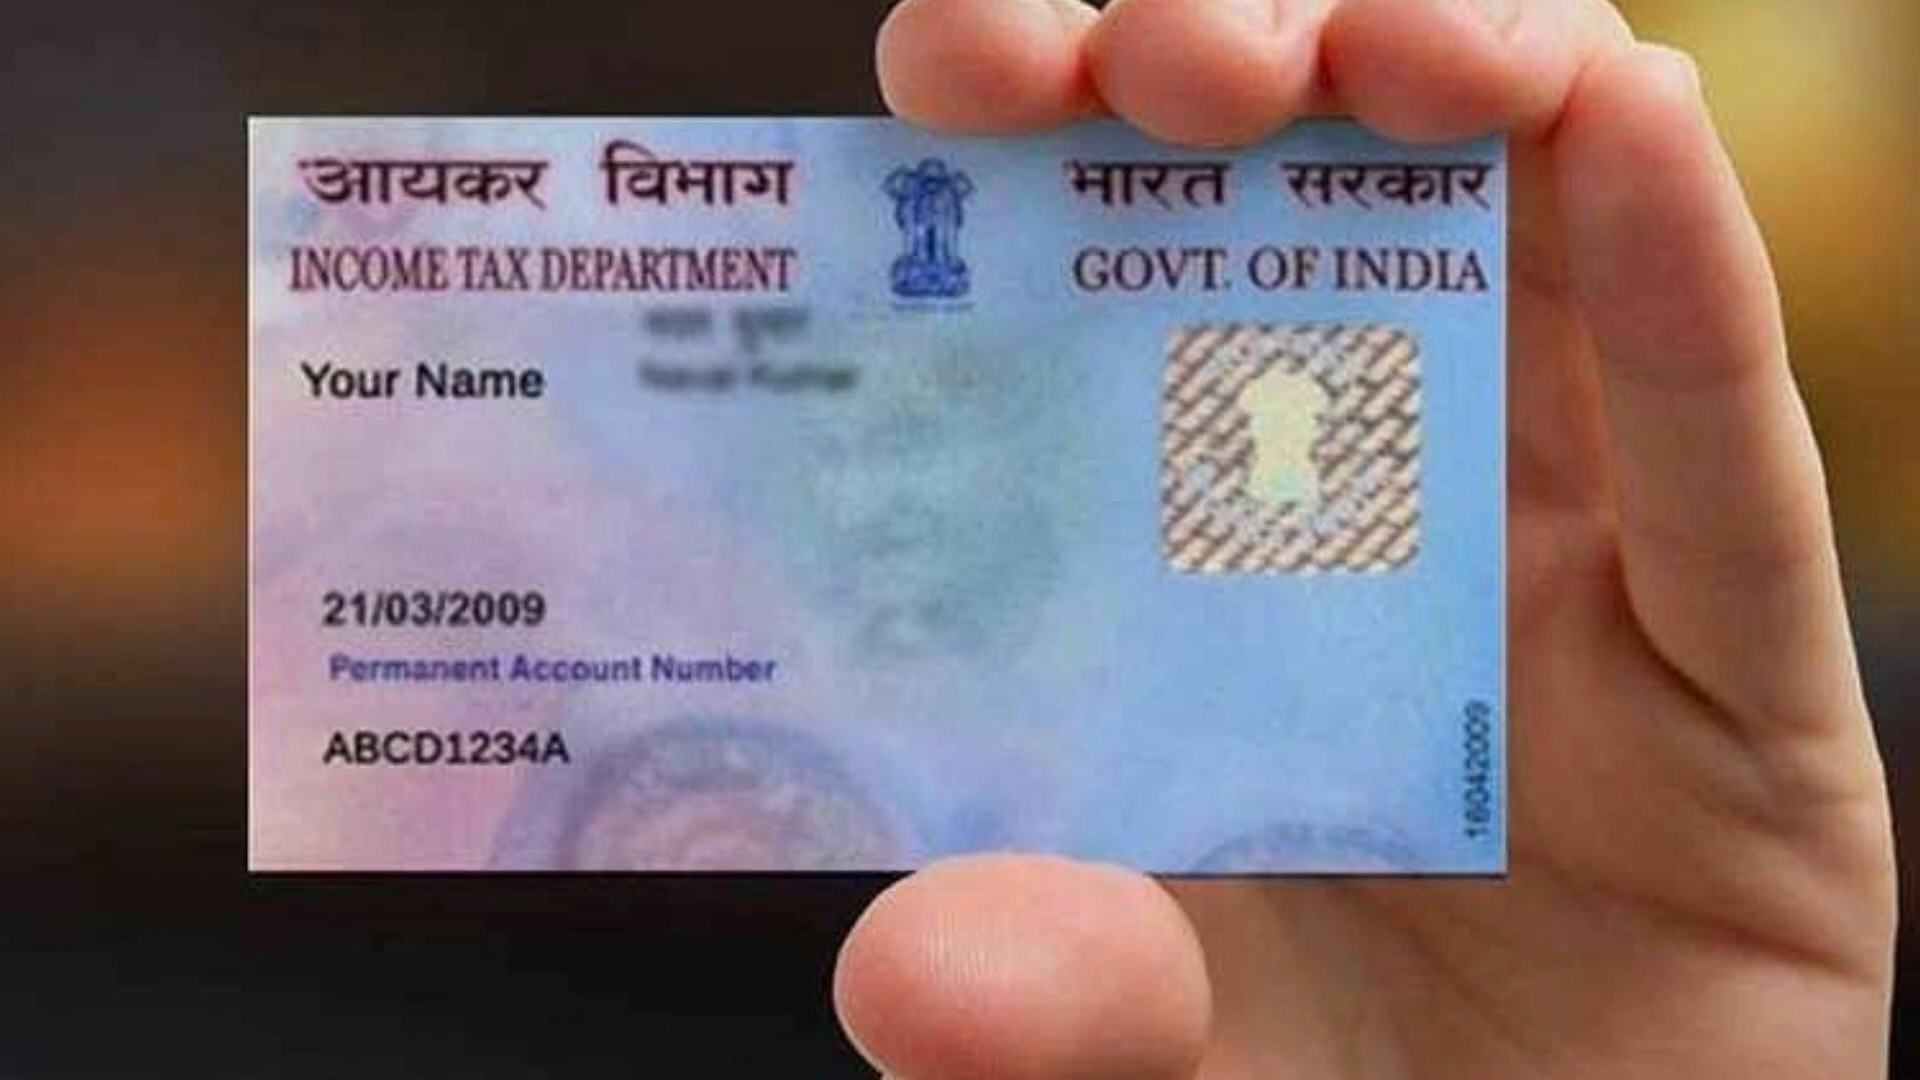 आयकर विभाग भारत सरकार
INCOME TAX DEPARTMENT GOVT. OF INDIA
Your Name
21/03/2009
Permanent Account Number
ABCD1234A
16042009